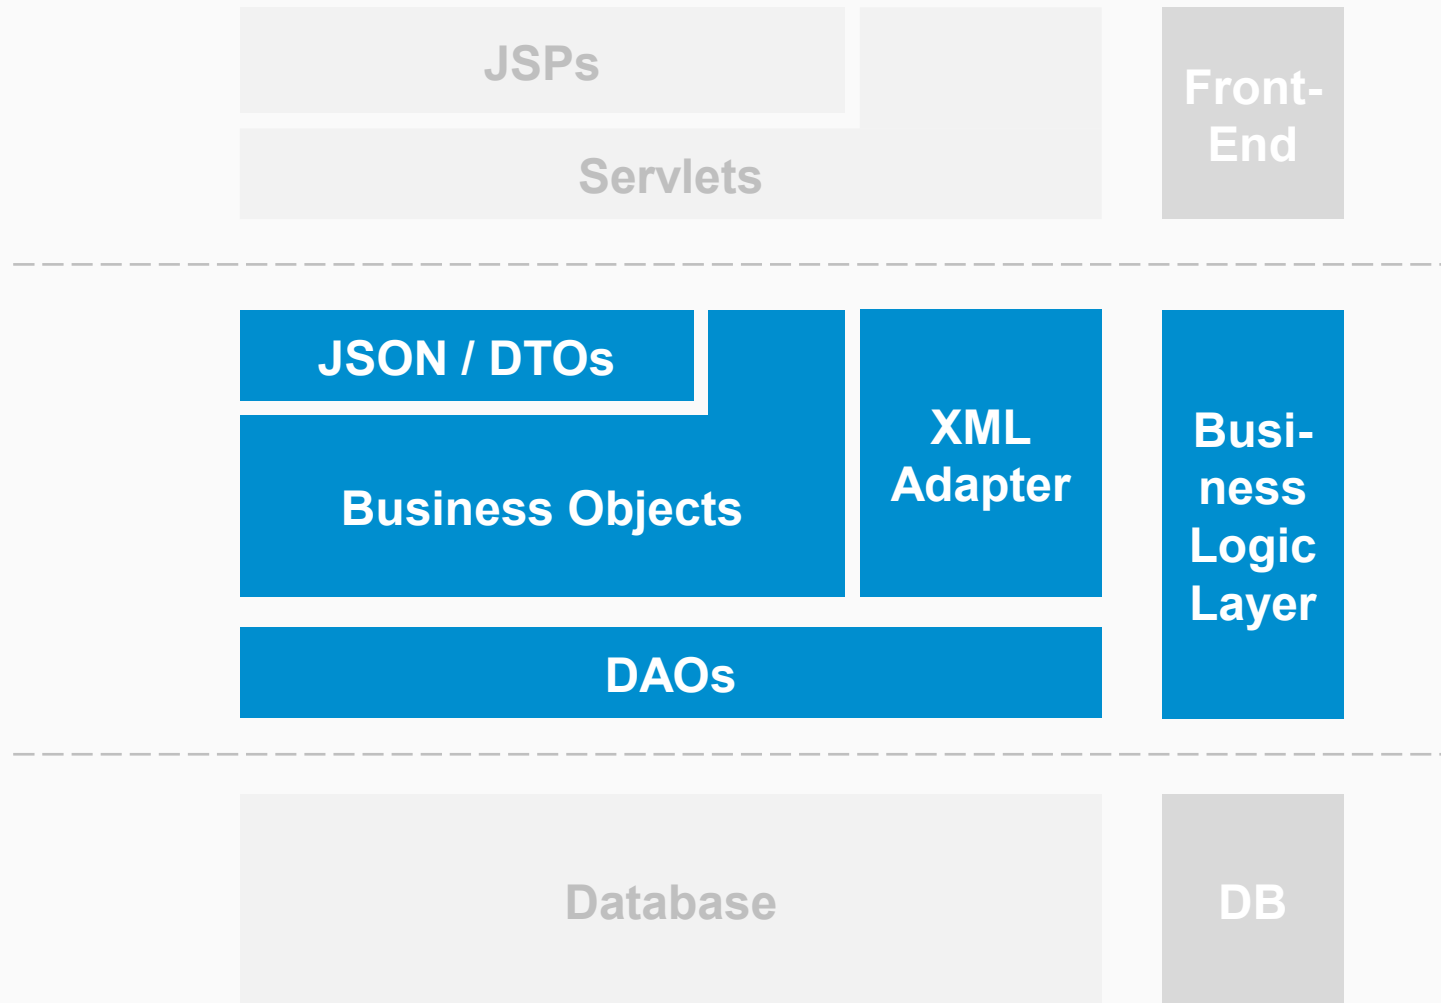 JSPs
Servlets
Front-
End
JSON / DTOs
Business Objects
XML
Adapter
Busi-
ness
Logic
Layer
DAOs
Database
DB